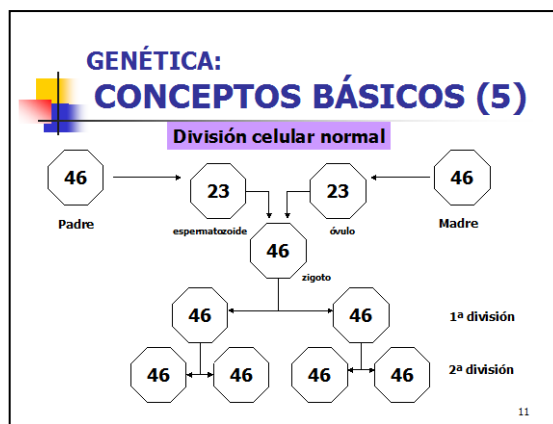 GENÉTICA:
CONCEPTOS BÁSICOS (5)
División celular normal
46 23 23 46
Padre espermatozoide óvulo Madre
46
zigoto
46 46 1ª división
46 46 46 46 2ª división
11